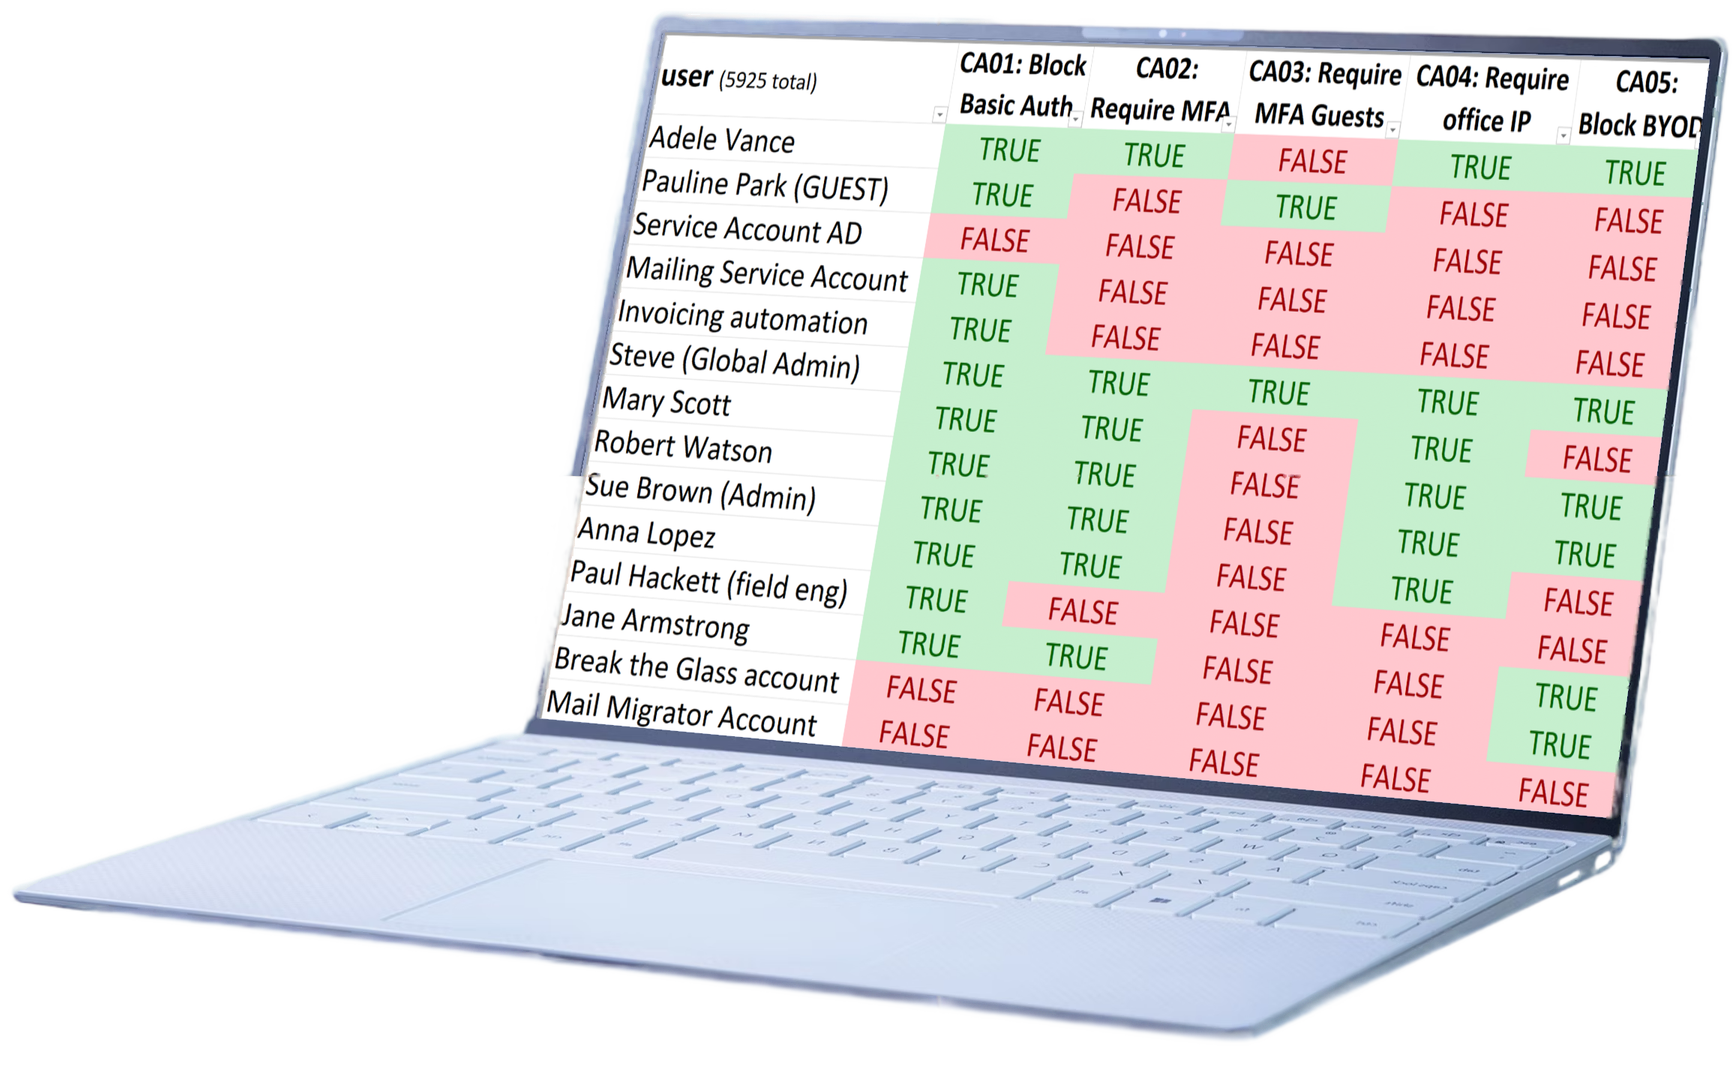 user (5925 total) CA01: Block Basic Auth CA02: Require MFA CA03: Require MFA Guests CA04: Require office IP CA05: Block BYOD
Adele Vance TRUE TRUE FALSE TRUE TRUE
Pauline Park (GUEST) TRUE FALSE TRUE FALSE FALSE
Service Account AD FALSE FALSE FALSE FALSE FALSE
Mailing Service Account TRUE FALSE FALSE FALSE FALSE
Invoicing automation TRUE FALSE FALSE FALSE FALSE
Steve (Global Admin) TRUE TRUE TRUE TRUE TRUE
Mary Scott TRUE TRUE FALSE TRUE FALSE
Robert Watson TRUE TRUE FALSE TRUE TRUE
Sue Brown (Admin) TRUE TRUE FALSE TRUE TRUE
Anna Lopez TRUE TRUE FALSE TRUE FALSE
Paul Hackett (field eng) TRUE FALSE FALSE FALSE FALSE
Jane Armstrong TRUE TRUE FALSE FALSE TRUE
Break the Glass account FALSE FALSE FALSE FALSE TRUE
Mail Migrator Account FALSE FALSE FALSE FALSE FALSE